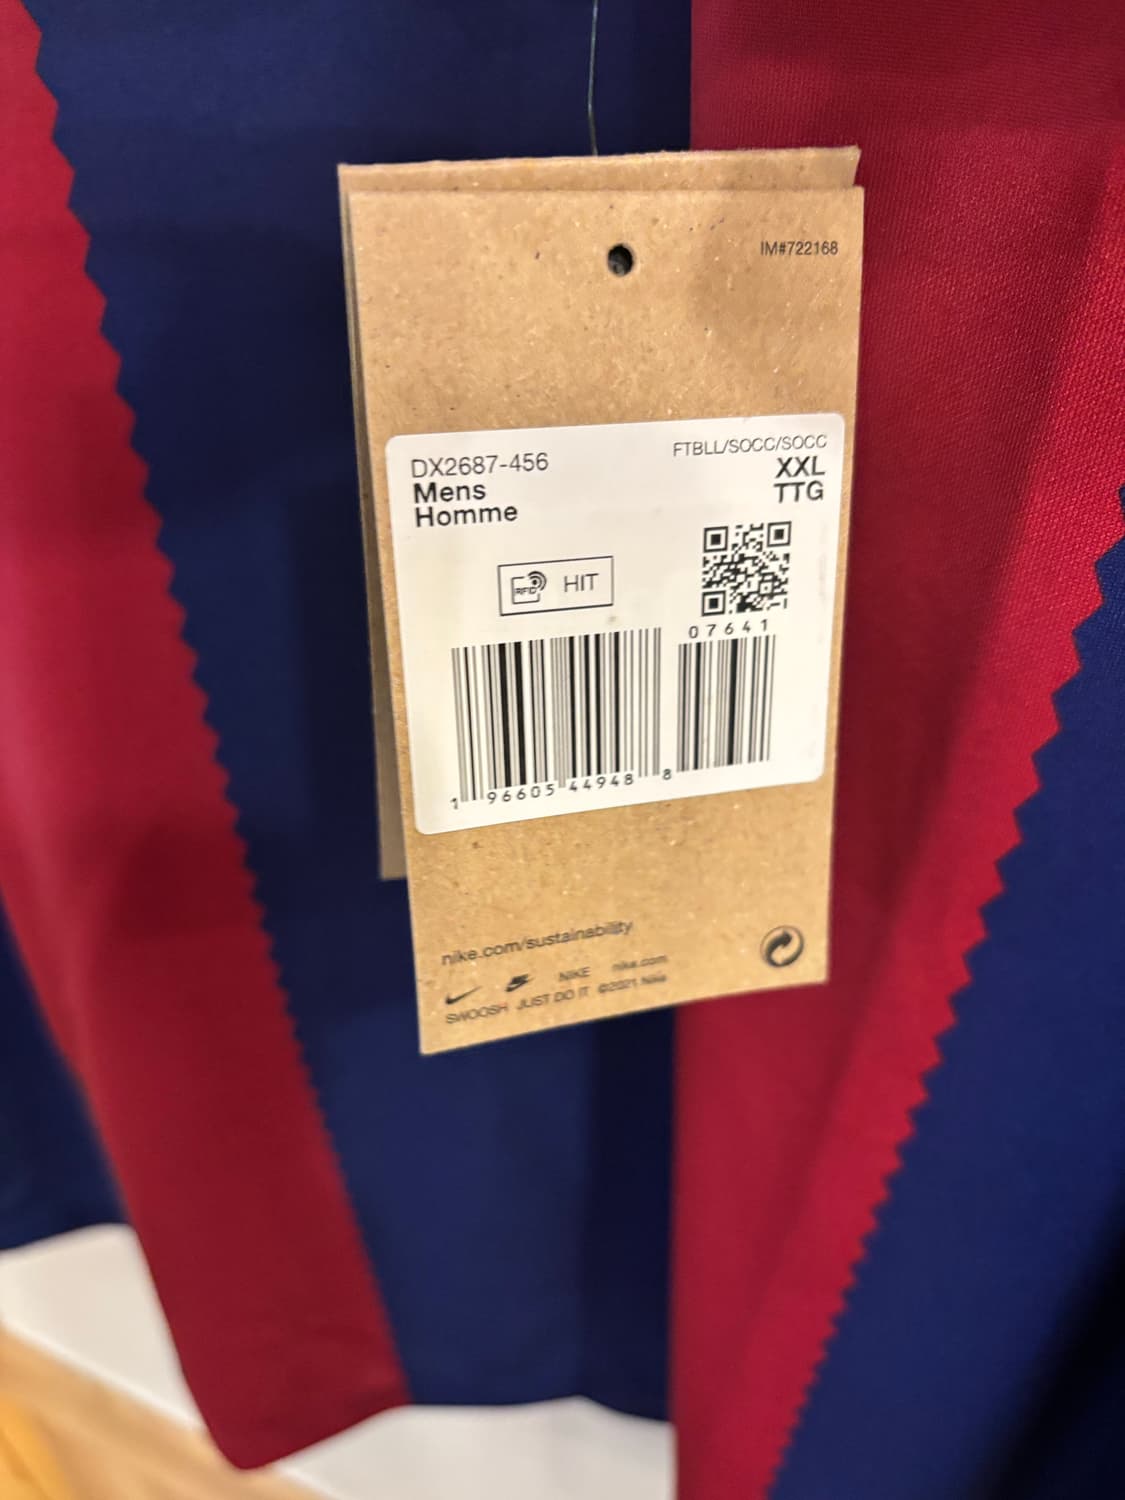 IM#722168
DX2687-456
FTBLL/SOCC/SOCC
Mens
XXL
Homme
TTG
RFID HIT
07641
1 96605 44948 8
nike.com/sustainability
NIKE nike.com
SWOOSH JUST DO IT ©2021 Nike